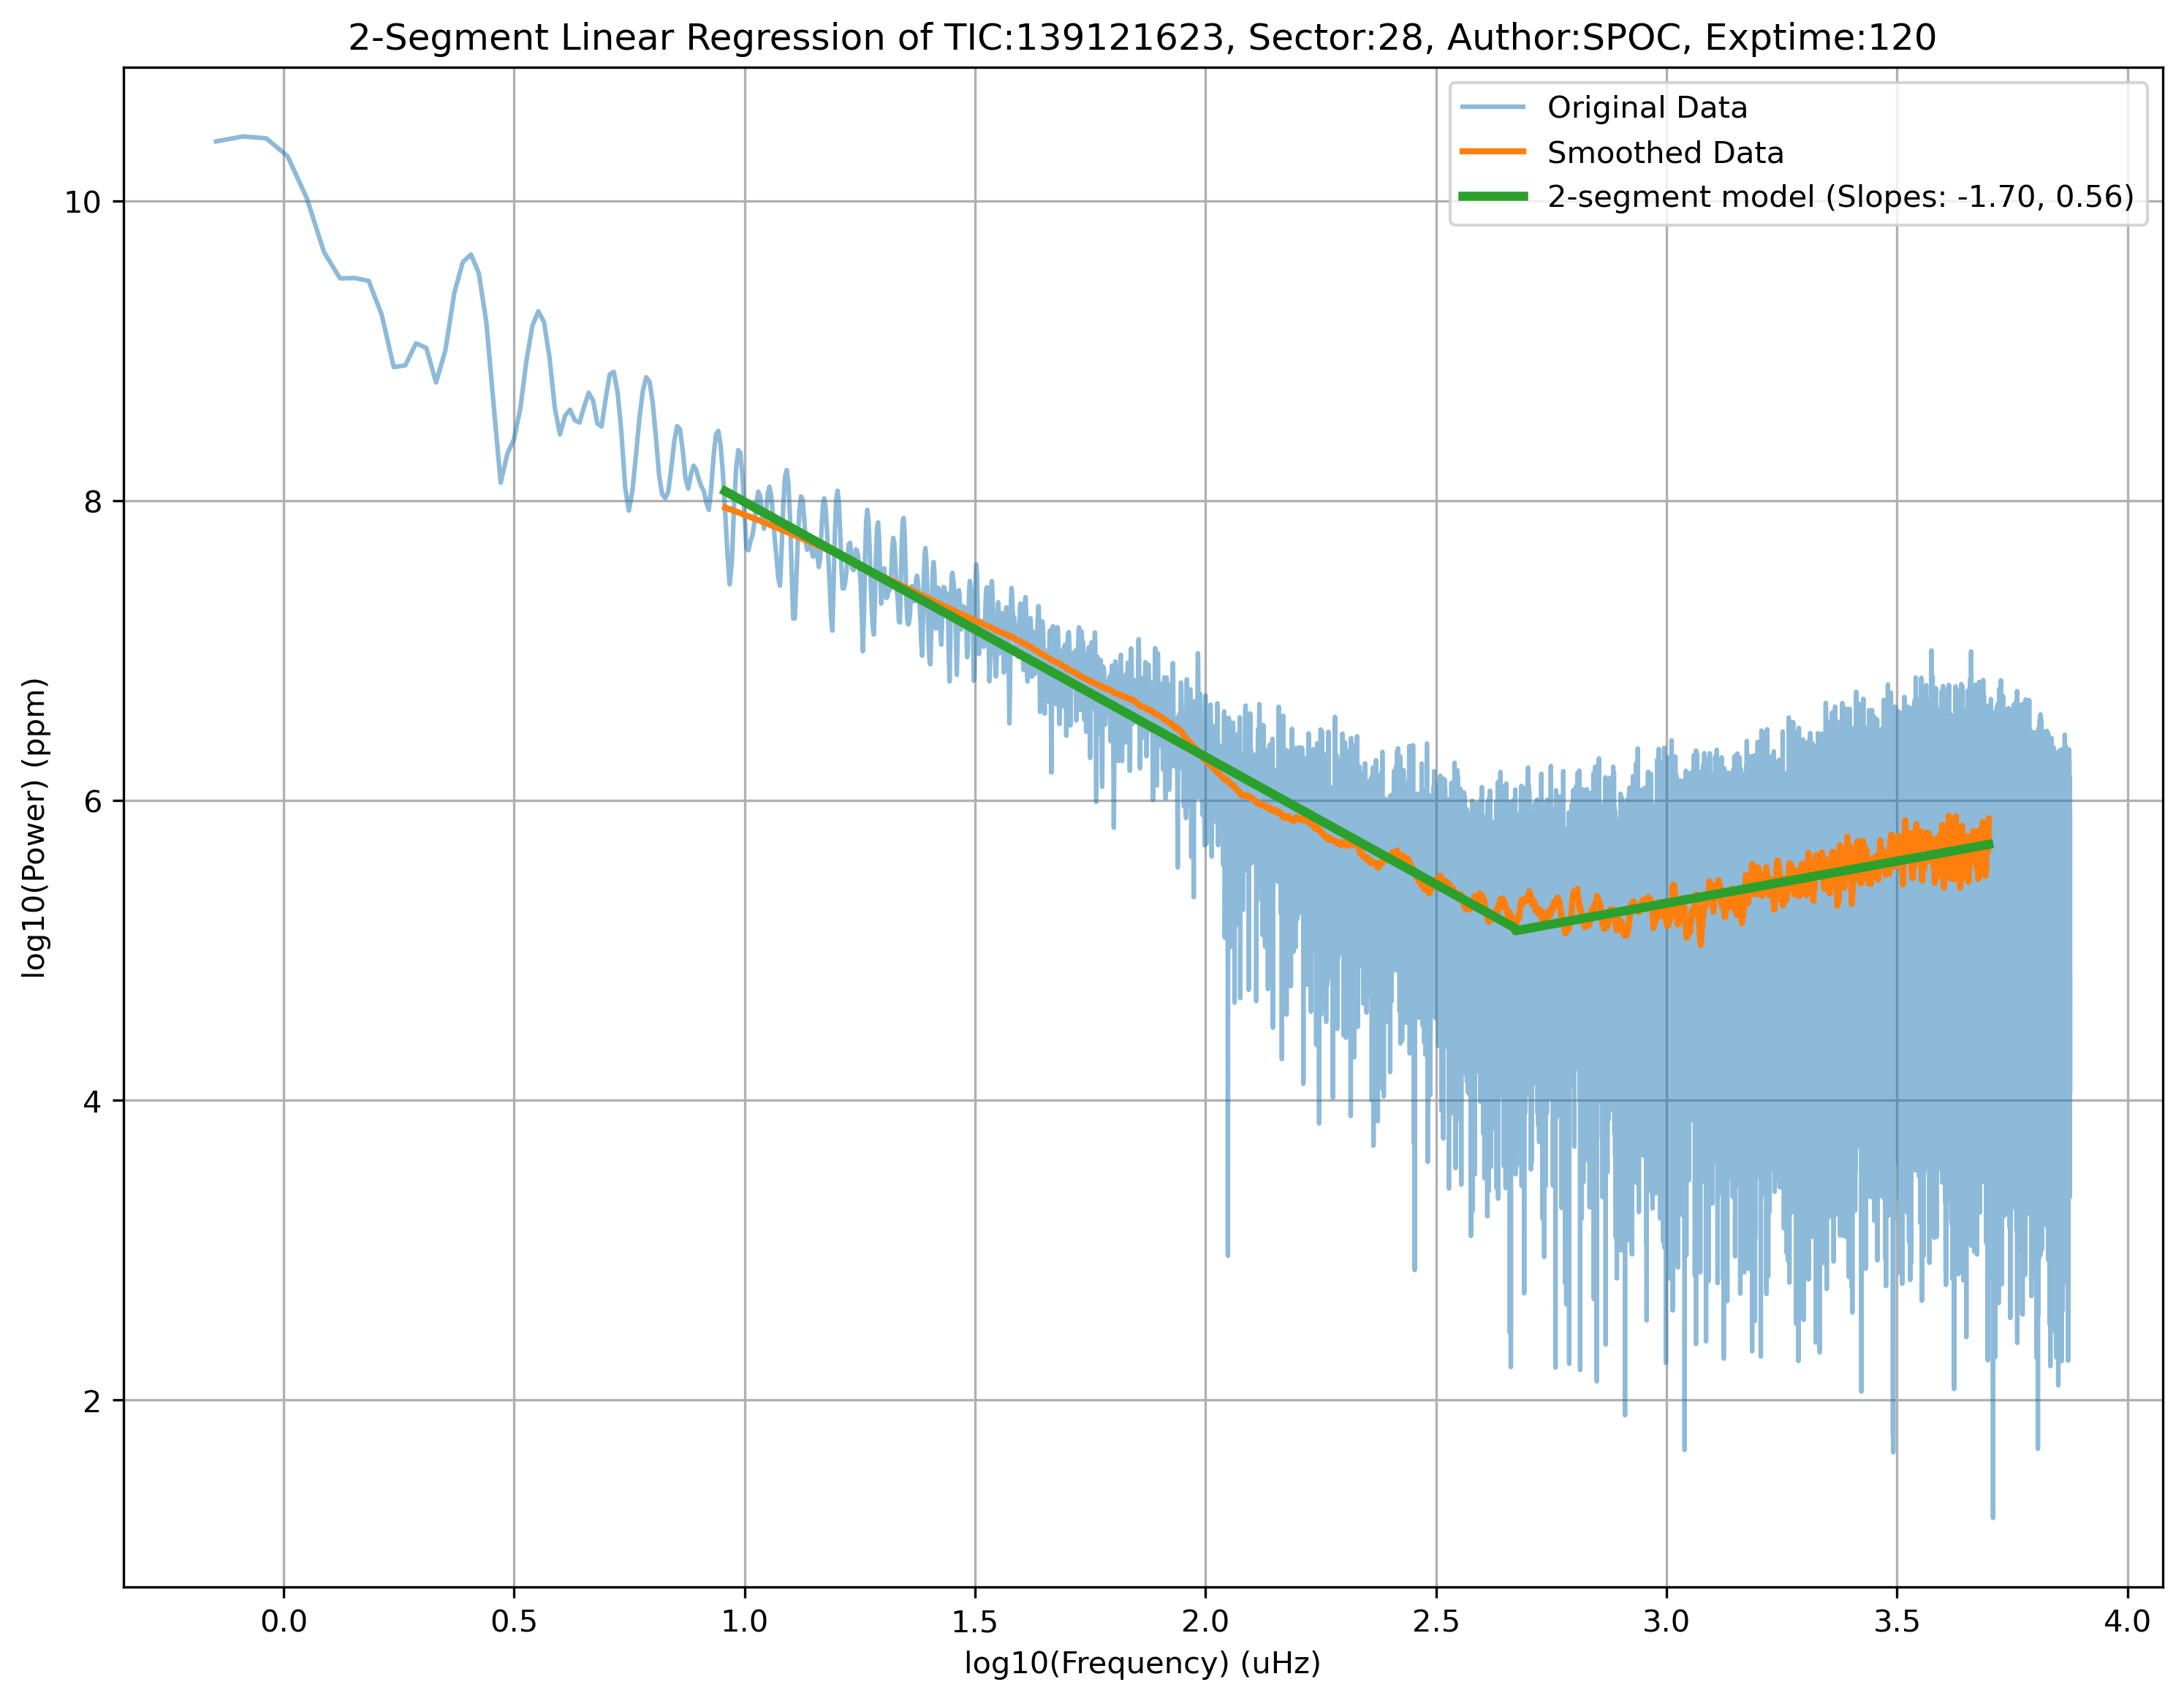 2-Segment Linear Regression of TIC:139121623, Sector:28, Author:SPOC, Exptime:120
Original Data
Smoothed Data
2-segment model (Slopes: -1.70, 0.56)
log10(Power) (ppm)
10
8
6
4
2
0.0 0.5 1.0 1.5 2.0 2.5 3.0 3.5 4.0
log10(Frequency) (uHz)